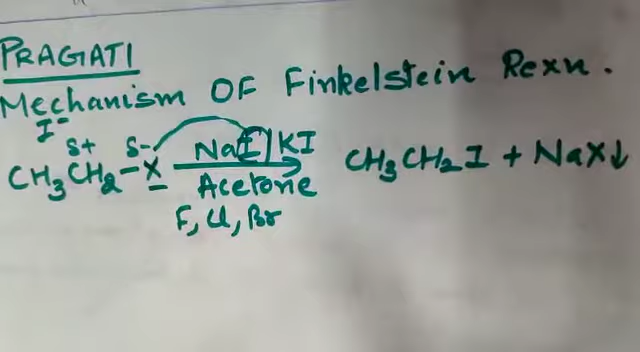 PRAGATI
Mechanism OF Finkelstein Rexn.
I-
δ+ δ-
CH3CH2-X NaI/KI CH3CH2I + NaX↓
Acetone
F, Cl, Br